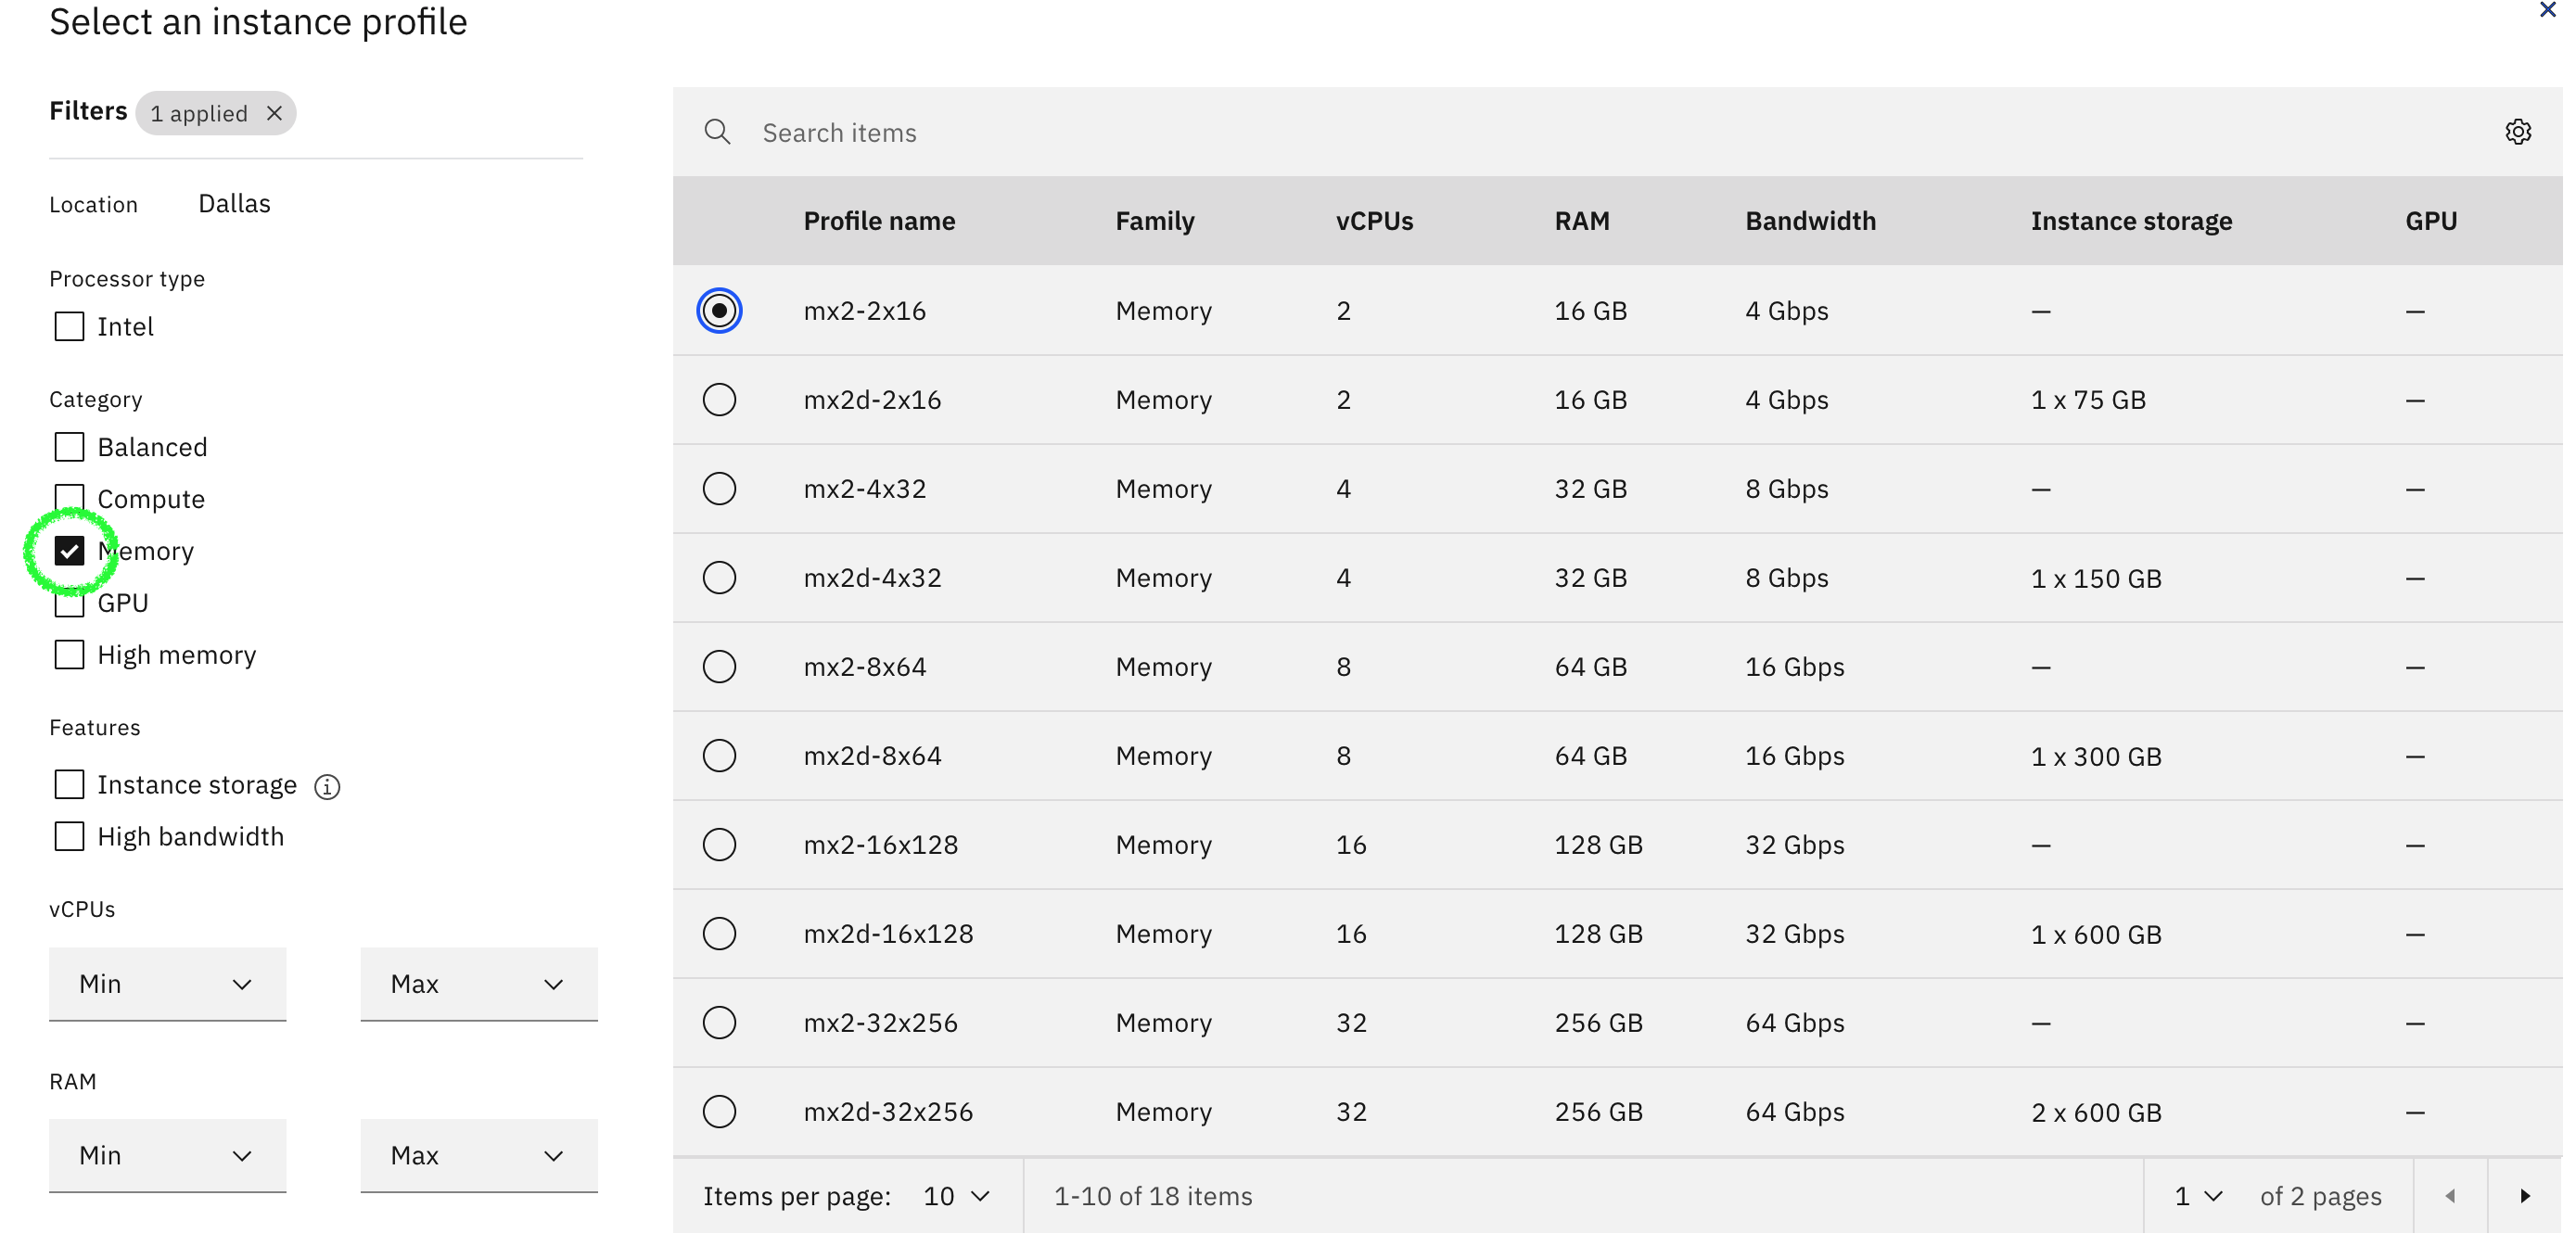 Select an instance profile
Filters 1 applied
Location Dallas
Processor type
Intel
Category
Balanced
Compute
Memory
GPU
High memory
Features
Instance storage
High bandwidth
vCPUs
Min Max
RAM
Min Max
Search items
Profile name Family vCPUs RAM Bandwidth Instance storage GPU
mx2-2x16 Memory 2 16 GB 4 Gbps — —
mx2d-2x16 Memory 2 16 GB 4 Gbps 1 x 75 GB —
mx2-4x32 Memory 4 32 GB 8 Gbps — —
mx2d-4x32 Memory 4 32 GB 8 Gbps 1 x 150 GB —
mx2-8x64 Memory 8 64 GB 16 Gbps — —
mx2d-8x64 Memory 8 64 GB 16 Gbps 1 x 300 GB —
mx2-16x128 Memory 16 128 GB 32 Gbps — —
mx2d-16x128 Memory 16 128 GB 32 Gbps 1 x 600 GB —
mx2-32x256 Memory 32 256 GB 64 Gbps — —
mx2d-32x256 Memory 32 256 GB 64 Gbps 2 x 600 GB —
Items per page: 10 1-10 of 18 items 1 of 2 pages